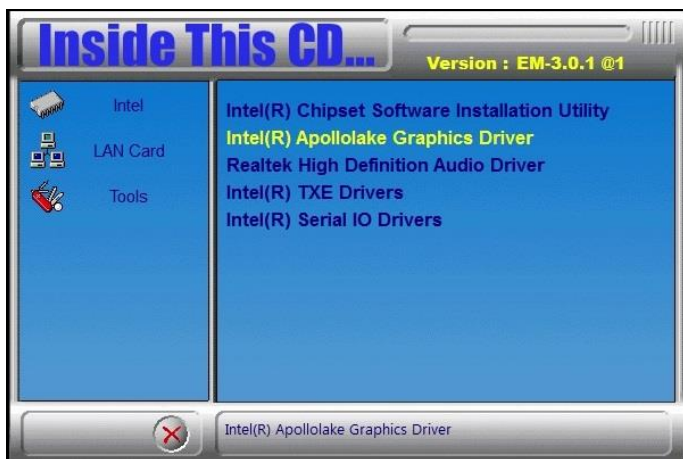 Inside This CD...
Version : EM-3.0.1 @1
Intel
LAN Card
Tools
Intel(R) Chipset Software Installation Utility
Intel(R) Apollolake Graphics Driver
Realtek High Definition Audio Driver
Intel(R) TXE Drivers
Intel(R) Serial IO Drivers
Intel(R) Apollolake Graphics Driver